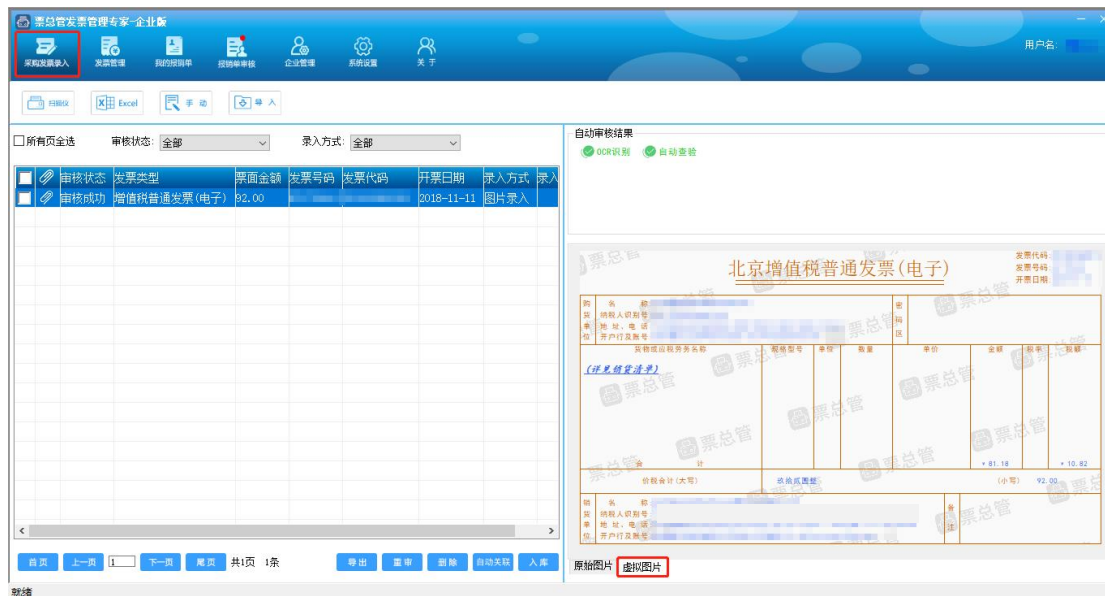 票总管发票管理专家-企业版
采购发票录入 发票管理 我的报销单 报销单审核 企业管理 系统设置 关于
用户名:
扫描仪 Excel 手动 导入
所有页全选 审核状态: 全部 录入方式: 全部
审核状态 发票类型 票面金额 发票号码 发票代码 开票日期 录入方式 录入
审核成功 增值税普通发票(电子) 92.00 2018-11-11 图片录入
首页 上一页 1 下一页 尾页 共1页 1条 导出 重审 删除 自动关联 入库
自动审核结果
OCR识别 自动查验
北京增值税普通发票(电子)
发票代码:
发票号码:
开票日期:
购货单位
名 称
纳税人识别号
地址、电话
开户行及账号
密码区
货物或应税劳务名称 规格型号 单位 数量 单价 金额 税率 税额
(详见销货清单)
合 计 ¥81.18 ¥10.82
价税合计(大写) 玖拾贰圆整 (小写) 92.00
销货单位
名 称
纳税人识别号
地址、电话
开户行及账号
备注
票总管
原始图片 虚拟图片
就绪